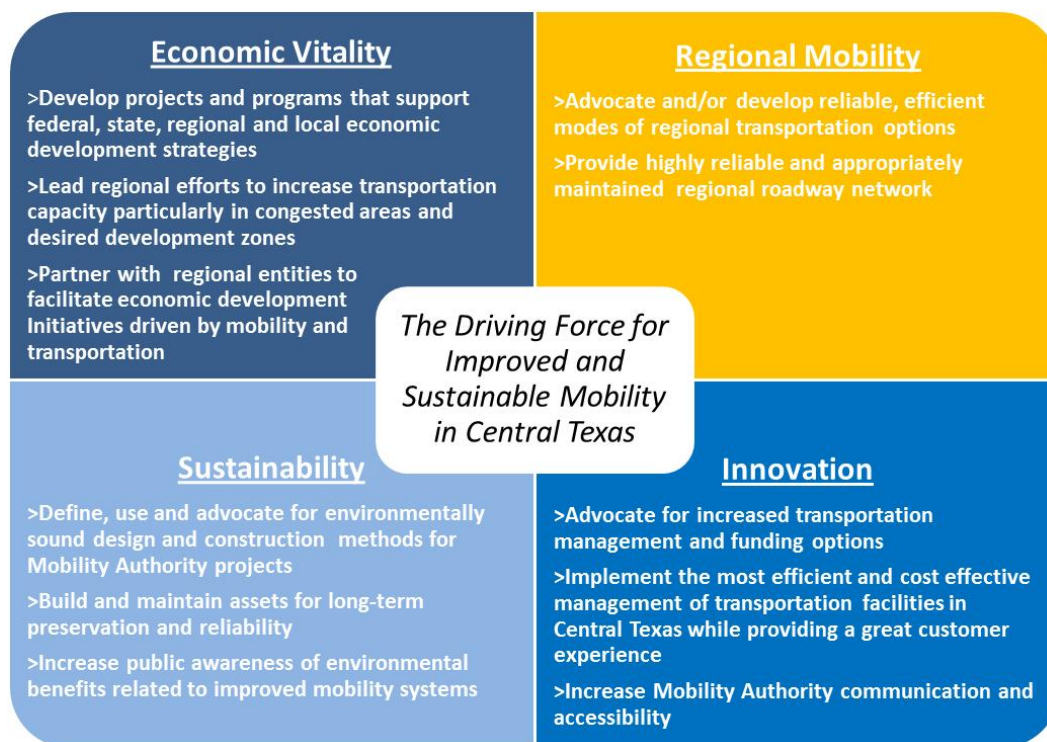 Economic Vitality
>Develop projects and programs that support
federal, state, regional and local economic
development strategies
>Lead regional efforts to increase transportation
capacity particularly in congested areas and
desired development zones
>Partner with regional entities to
facilitate economic development
Initiatives driven by mobility and
transportation
Regional Mobility
>Advocate and/or develop reliable, efficient
modes of regional transportation options
>Provide highly reliable and appropriately
maintained regional roadway network
The Driving Force for
Improved and
Sustainable Mobility
in Central Texas
Sustainability
>Define, use and advocate for environmentally
sound design and construction methods for
Mobility Authority projects
>Build and maintain assets for long-term
preservation and reliability
>Increase public awareness of environmental
benefits related to improved mobility systems
Innovation
>Advocate for increased transportation
management and funding options
>Implement the most efficient and cost effective
management of transportation facilities in
Central Texas while providing a great customer
experience
>Increase Mobility Authority communication and
accessibility